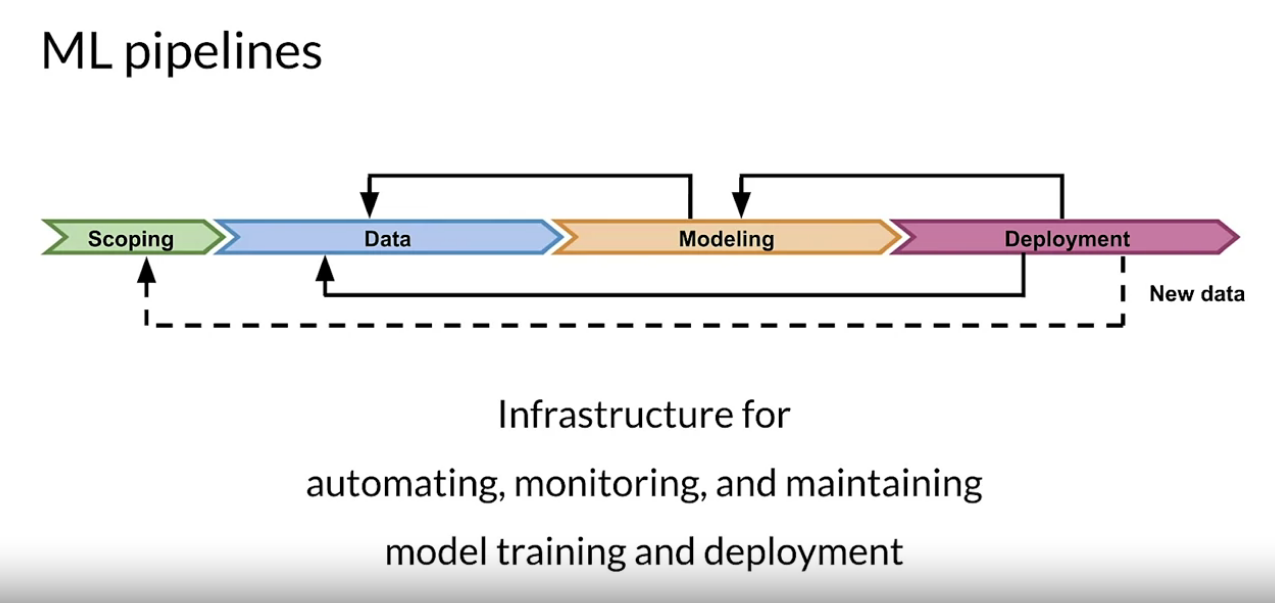 ML pipelines
Scoping
Data
Modeling
Deployment
New data
Infrastructure for
automating, monitoring, and maintaining
model training and deployment